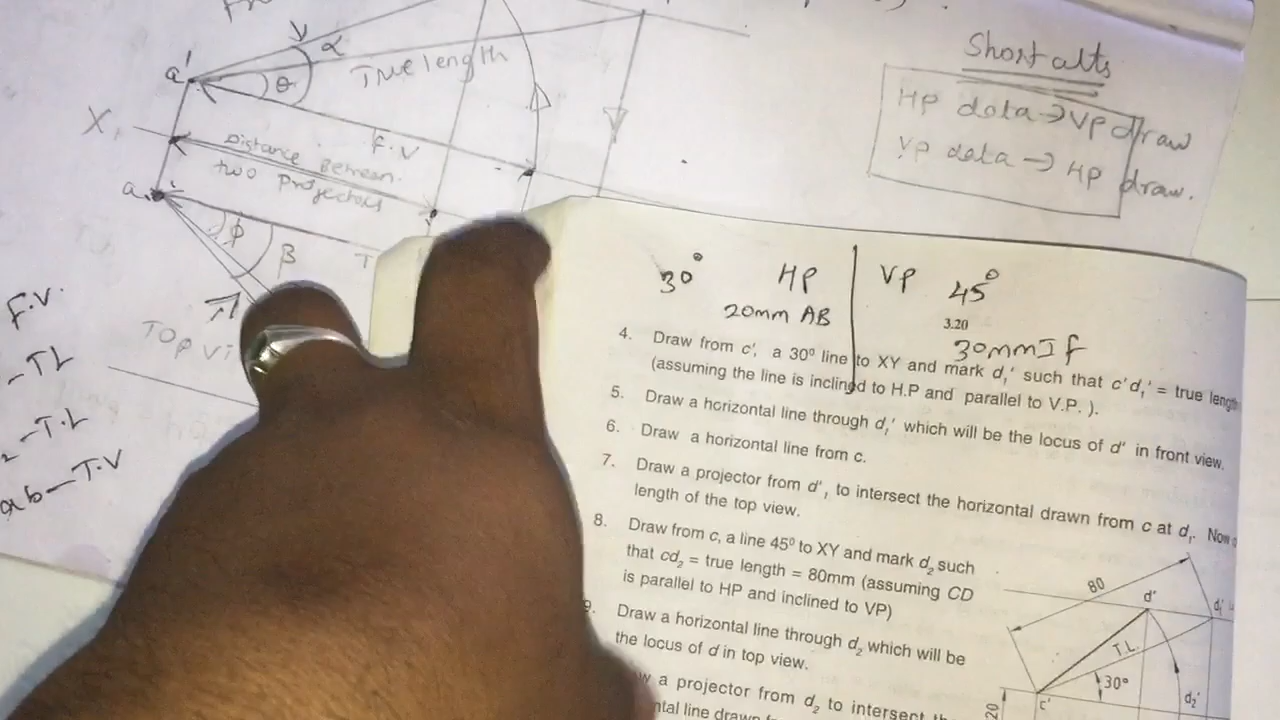 a'
α
θ
True length
X
F.V
Distance Between
two Projectors
a
ϕ
β
T
Top Vi
F.V.
-TL
-T.L
ab-T.V
Short alts
HP data → VP draw
VP data → HP draw.
30° HP VP 45°
20mm AB
3.20
30mm
4. Draw from c', a 30° line to XY and mark d₁' such that c'd₁' = true length
(assuming the line is inclined to H.P and parallel to V.P. ).
5. Draw a horizontal line through d₁' which will be the locus of d' in front view.
6. Draw a horizontal line from c.
7. Draw a projector from d'₁ to intersect the horizontal drawn from c at d₁. Now
length of the top view.
8. Draw from c, a line 45° to XY and mark d₂ such
that cd₂ = true length = 80mm (assuming CD
is parallel to HP and inclined to VP)
9. Draw a horizontal line through d₂ which will be
the locus of d in top view.
w a projector from d₂ to intersect
ntal line drawn
80
d'
d₁'
T.L.
30°
d₂'
c'
20